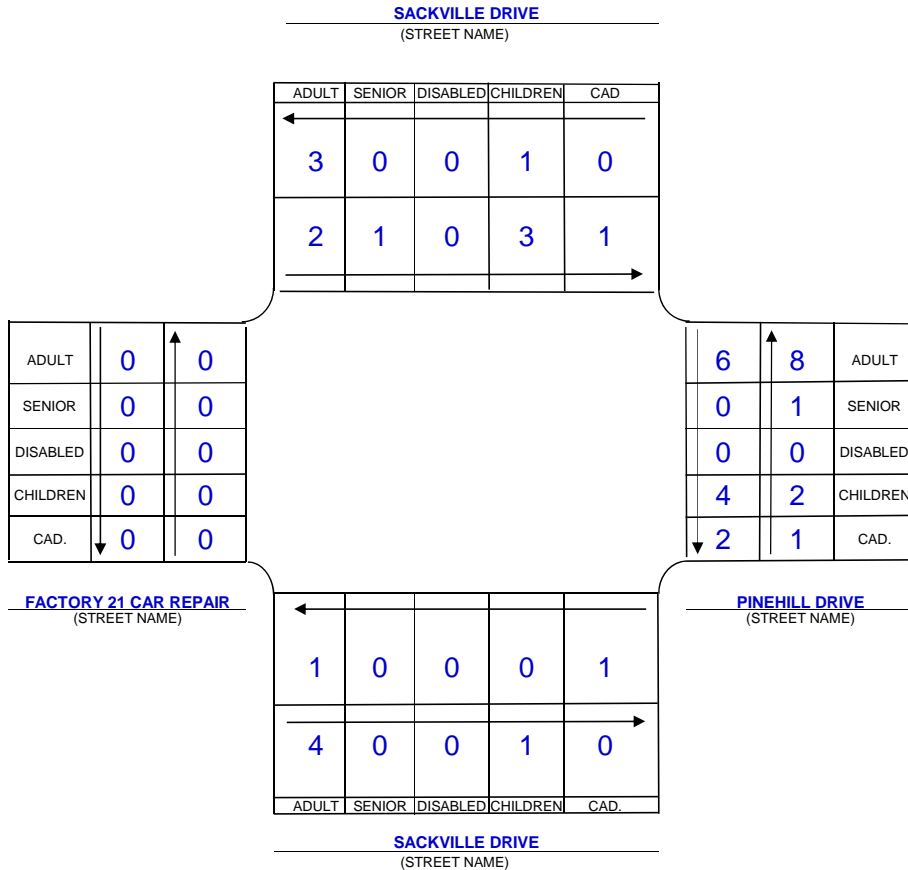 SACKVILLE DRIVE
(STREET NAME)
ADULT SENIOR DISABLED CHILDREN CAD
3 0 0 1 0
2 1 0 3 1
ADULT 0 0
SENIOR 0 0
DISABLED 0 0
CHILDREN 0 0
CAD. 0 0
6 8 ADULT
0 1 SENIOR
0 0 DISABLED
4 2 CHILDREN
2 1 CAD.
FACTORY 21 CAR REPAIR
(STREET NAME)
PINEHILL DRIVE
(STREET NAME)
1 0 0 0 1
4 0 0 1 0
ADULT SENIOR DISABLED CHILDREN CAD.
SACKVILLE DRIVE
(STREET NAME)